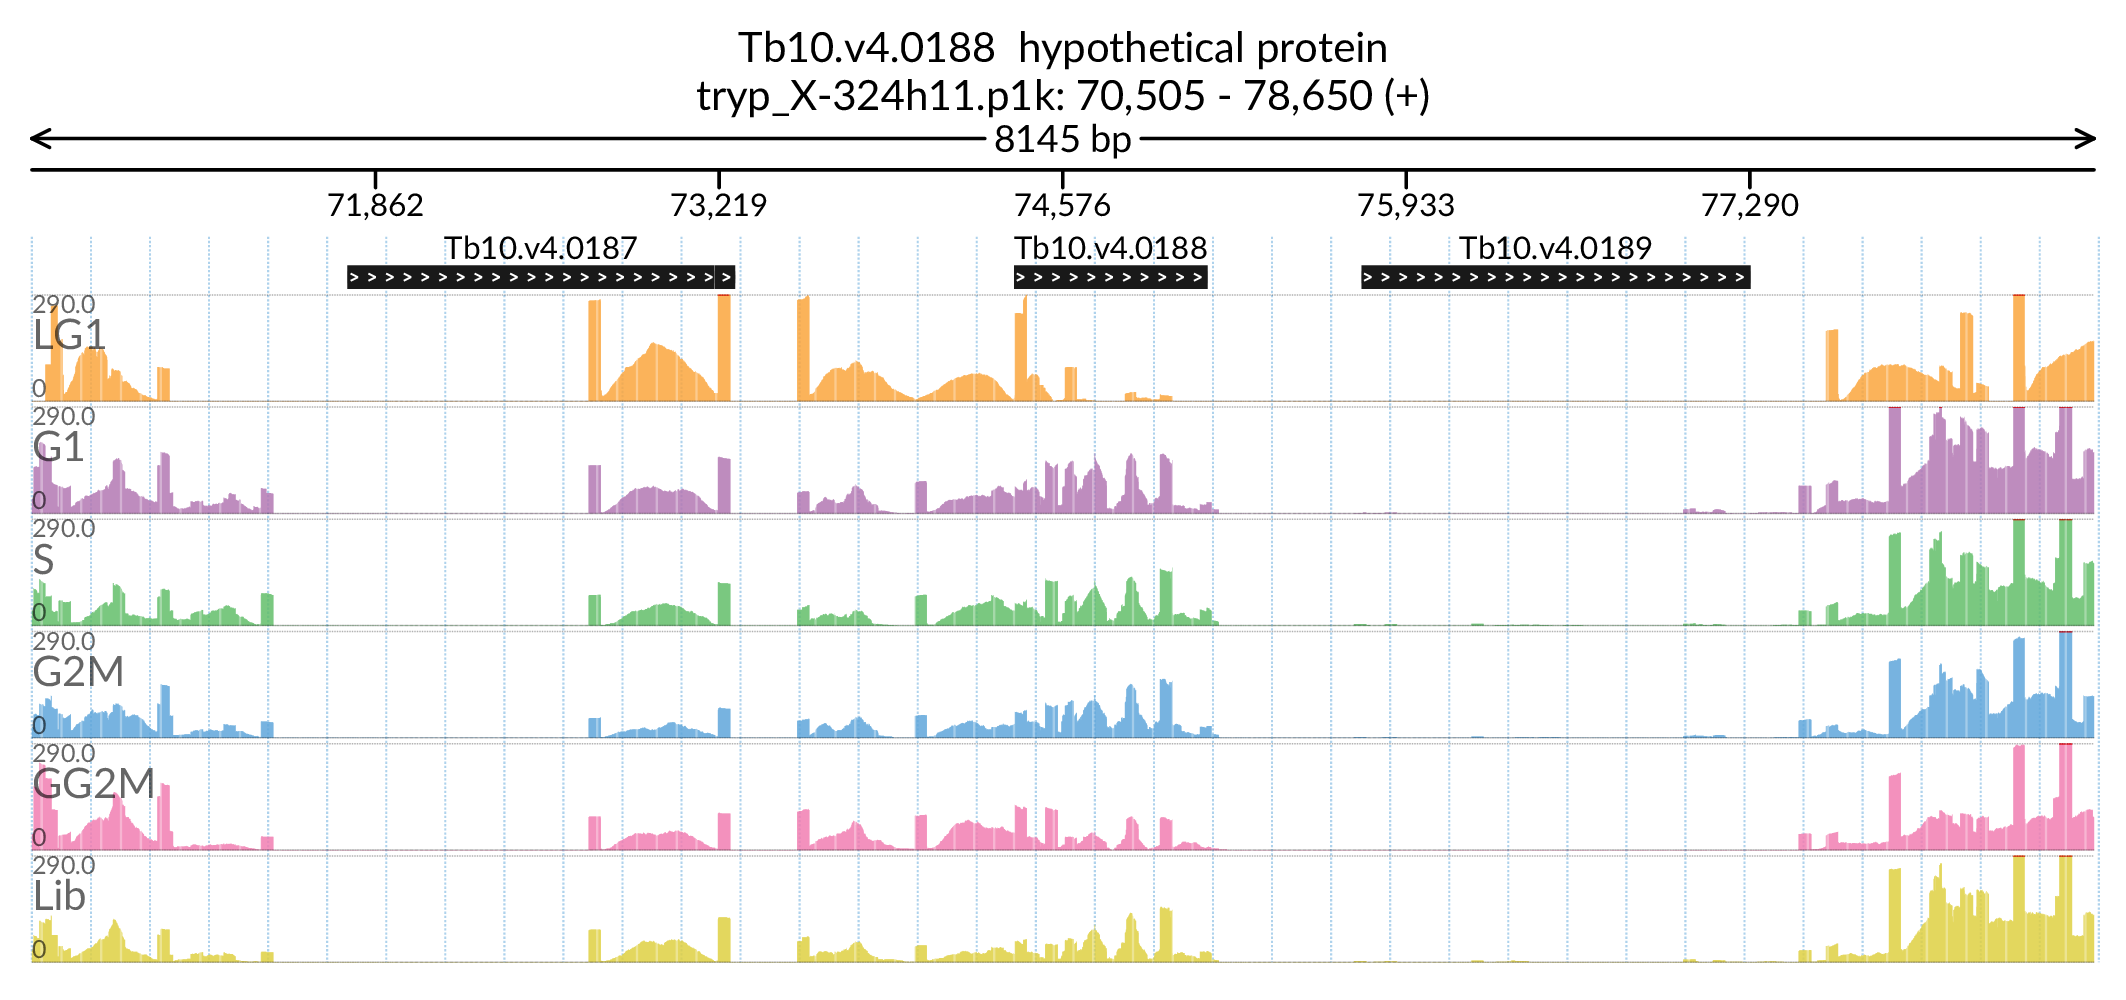 Tb10.v4.0188 hypothetical protein
tryp_X-324h11.p1k: 70,505 - 78,650 (+)
8145 bp
71,862 73,219 74,576 75,933 77,290
Tb10.v4.0187 Tb10.v4.0188 Tb10.v4.0189
290.0
LG1
0
290.0
G1
0
290.0
S
0
290.0
G2M
0
290.0
GG2M
0
290.0
Lib
0